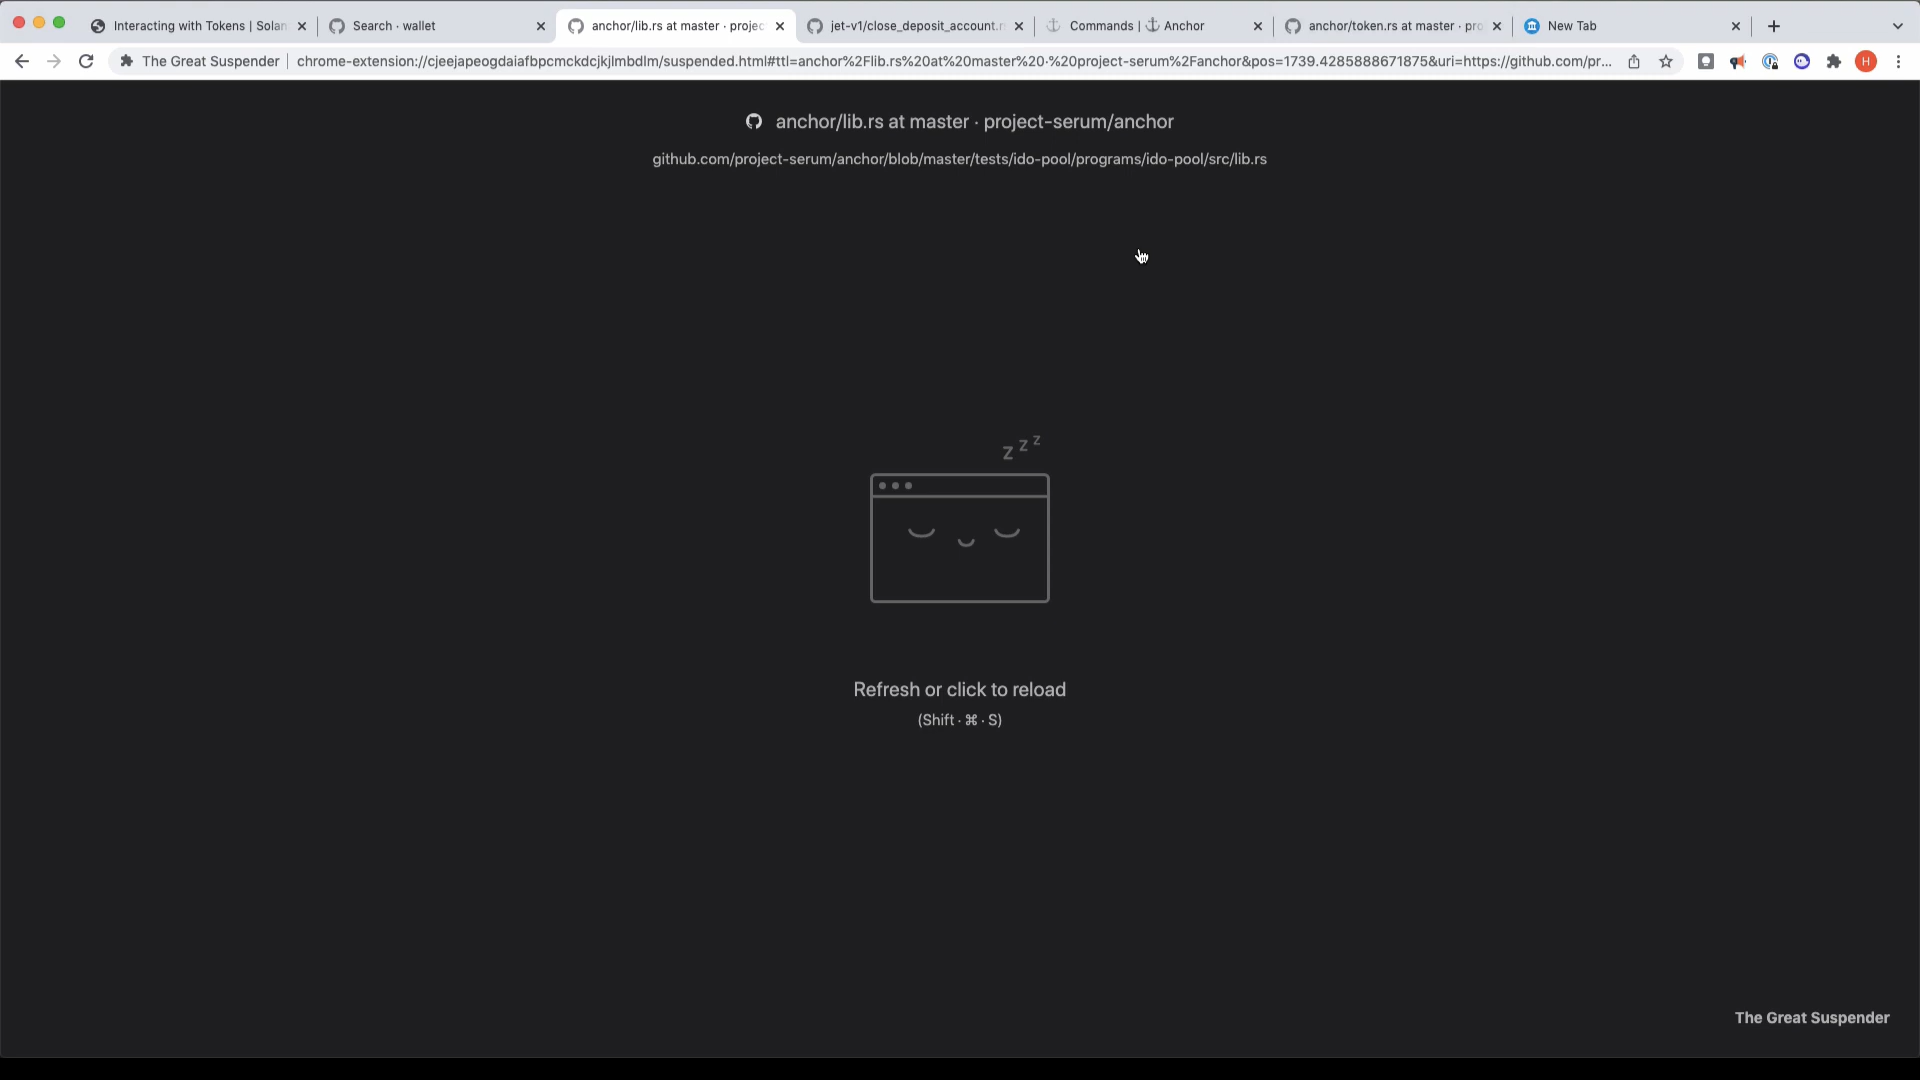 Interacting with Tokens | Solan
Search · wallet
anchor/lib.rs at master · projec
jet-v1/close_deposit_account.r
Commands | ⚓ Anchor
anchor/token.rs at master · pro
New Tab
The Great Suspender
chrome-extension://cjeejapeogdaiafbpcmckdcjkjlmbdlm/suspended.html#ttl=anchor%2Flib.rs%20at%20master%20·%20project-serum%2Fanchor&pos=1739.4285888671875&uri=https://github.com/pr...
H
anchor/lib.rs at master · project-serum/anchor
github.com/project-serum/anchor/blob/master/tests/ido-pool/programs/ido-pool/src/lib.rs
z z z
Refresh or click to reload
(Shift · ⌘ · S)
The Great Suspender